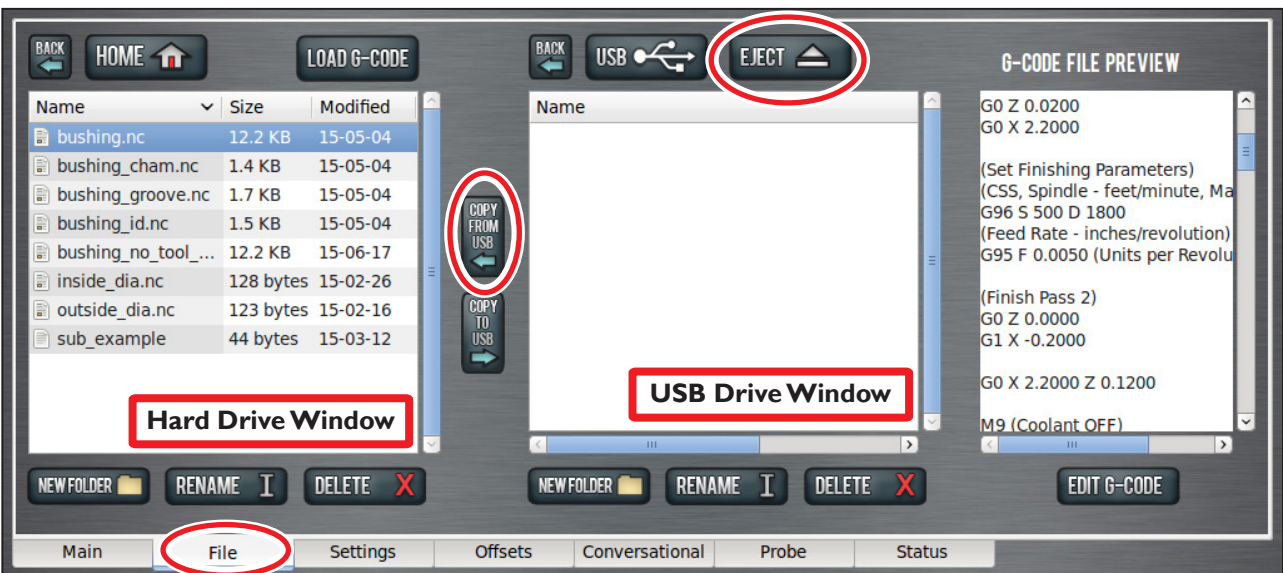 BACK
HOME
LOAD G-CODE
Name Size Modified
bushing.nc 12.2 KB 15-05-04
bushing_cham.nc 1.4 KB 15-05-04
bushing_groove.nc 1.7 KB 15-05-04
bushing_id.nc 1.5 KB 15-05-04
bushing_no_tool_... 12.2 KB 15-06-17
inside_dia.nc 128 bytes 15-02-26
outside_dia.nc 123 bytes 15-02-16
sub_example 44 bytes 15-03-12
Hard Drive Window
NEW FOLDER
RENAME
DELETE
COPY
FROM
USB
COPY
TO
USB
BACK
USB
EJECT
Name
USB Drive Window
NEW FOLDER
RENAME
DELETE
G-CODE FILE PREVIEW
G0 Z 0.0200
G0 X 2.2000
(Set Finishing Parameters)
(CSS, Spindle - feet/minute, Ma
G96 S 500 D 1800
(Feed Rate - inches/revolution)
G95 F 0.0050 (Units per Revolu
(Finish Pass 2)
G0 Z 0.0000
G1 X -0.2000
G0 X 2.2000 Z 0.1200
M9 (Coolant OFF)
EDIT G-CODE
Main File Settings Offsets Conversational Probe Status